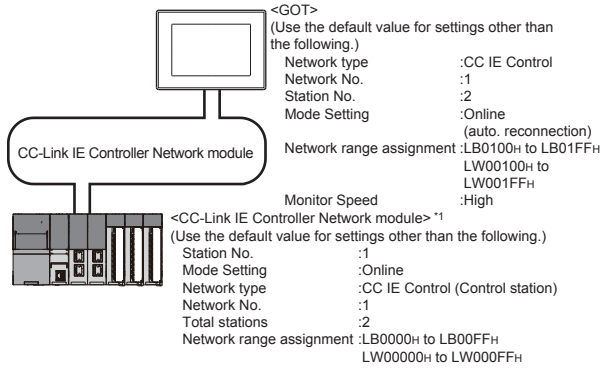 <GOT>
(Use the default value for settings other than
the following.)
Network type :CC IE Control
Network No. :1
Station No. :2
Mode Setting :Online
(auto. reconnection)
Network range assignment :LB0100H to LB01FFH
LW00100H to
LW001FFH
Monitor Speed :High
CC-Link IE Controller Network module
<CC-Link IE Controller Network module> *1
(Use the default value for settings other than the following.)
Station No. :1
Mode Setting :Online
Network type :CC IE Control (Control station)
Network No. :1
Total stations :2
Network range assignment :LB0000H to LB00FFH
LW00000H to LW000FFH